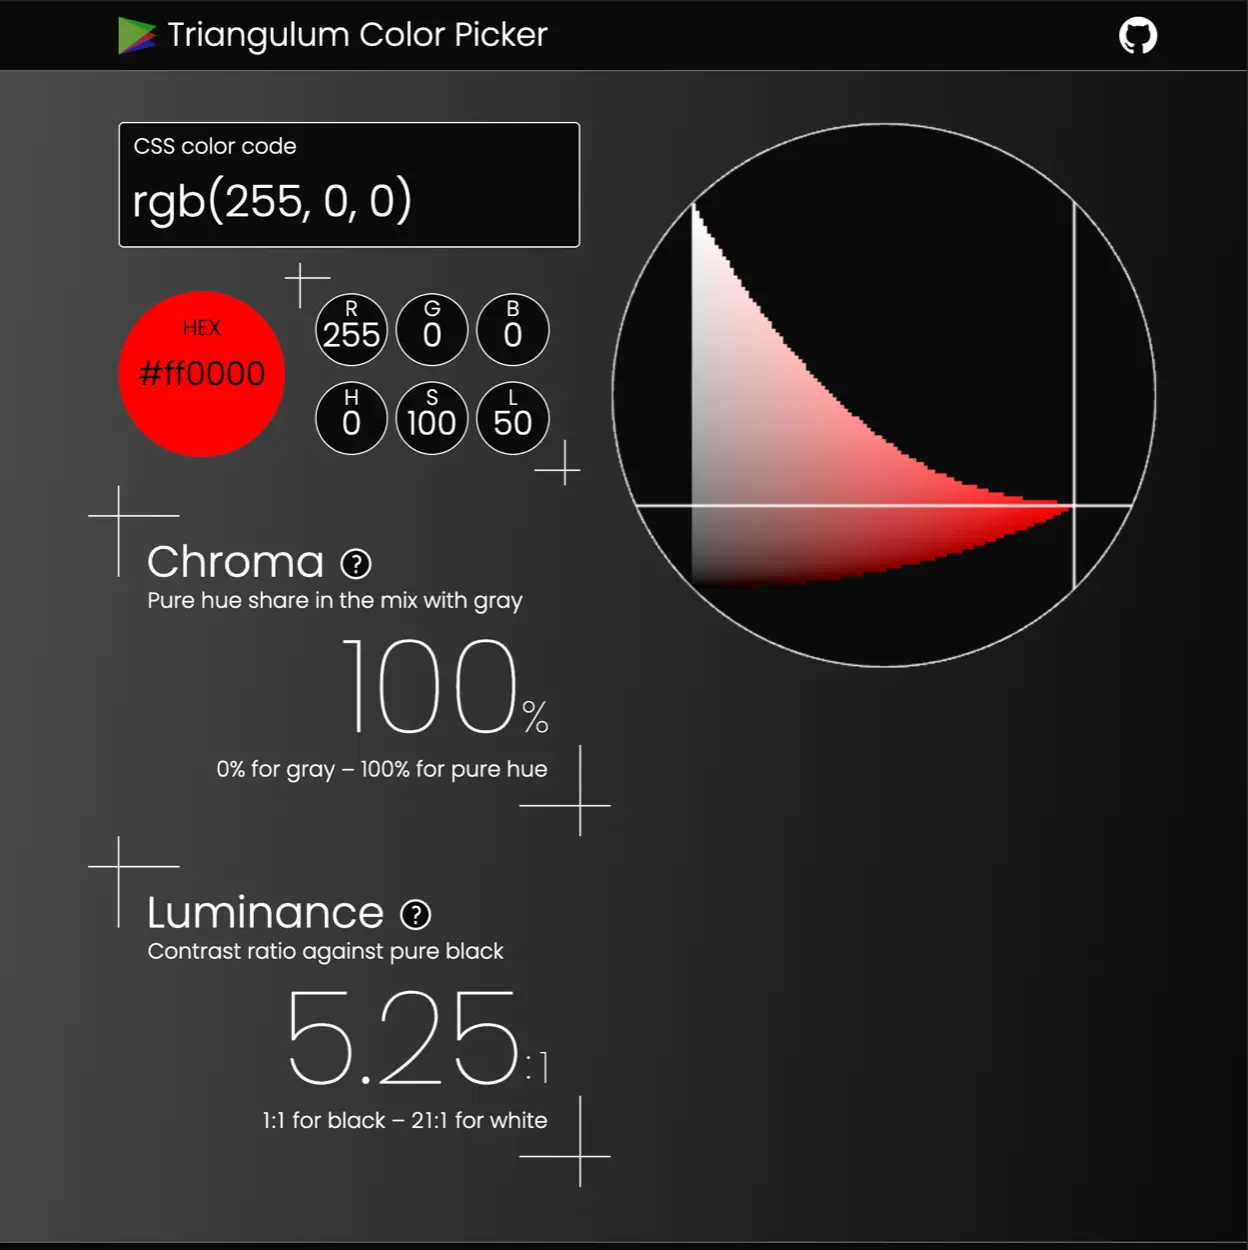 Triangulum Color Picker
CSS color code
rgb(255, 0, 0)
HEX
#ff0000
R
255
G
0
B
0
H
0
S
100
L
50
Chroma ?
Pure hue share in the mix with gray
100%
0% for gray – 100% for pure hue
Luminance ?
Contrast ratio against pure black
5.25:1
1:1 for black – 21:1 for white